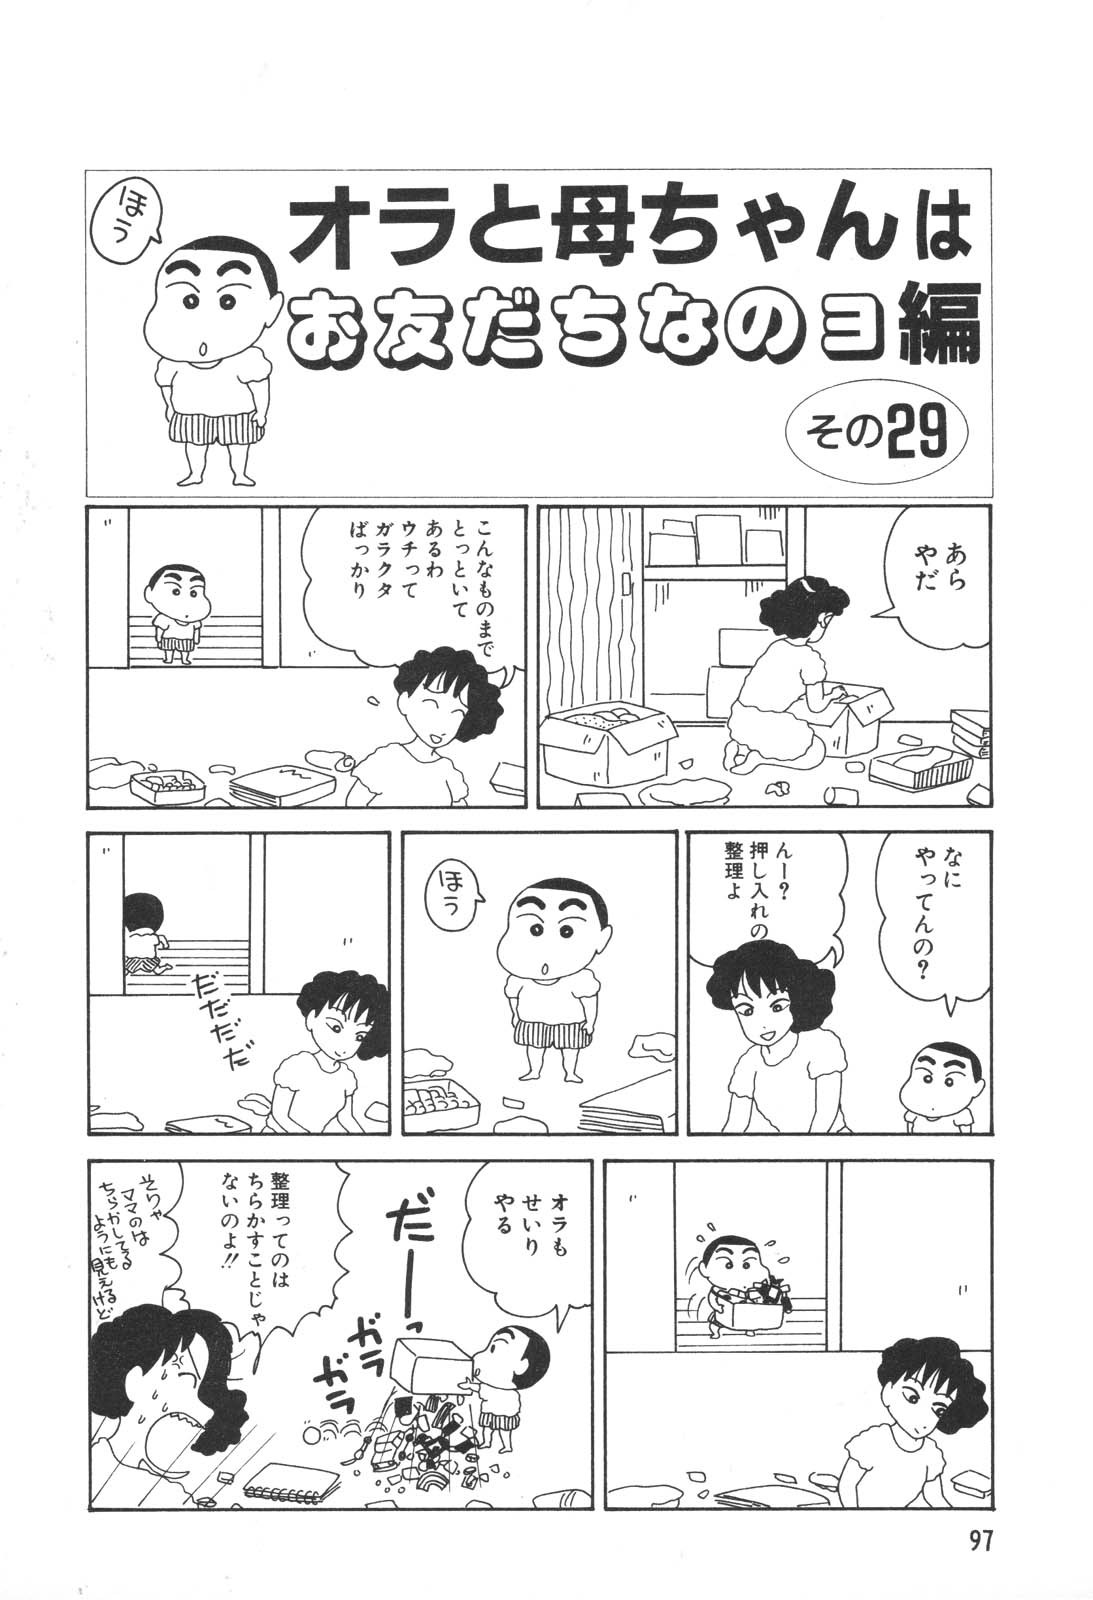 ほう
オラと母ちゃんは
お友だちなのヨ編
その29
あら
やだ
こんなものまで
とっといて
あるわ
ウチって
ガラクタ
ばっかり
なに
やってんの？
んー？
押し入れの
整理よ
ほう
だだだだ
オラも
せいり
やる
だーーっ
ガラ
ガラ
整理ってのは
ちらかすことじゃ
ないのよ!!
そりゃ
ママのは
ちらかしてる
ようにも
見えるけど
97